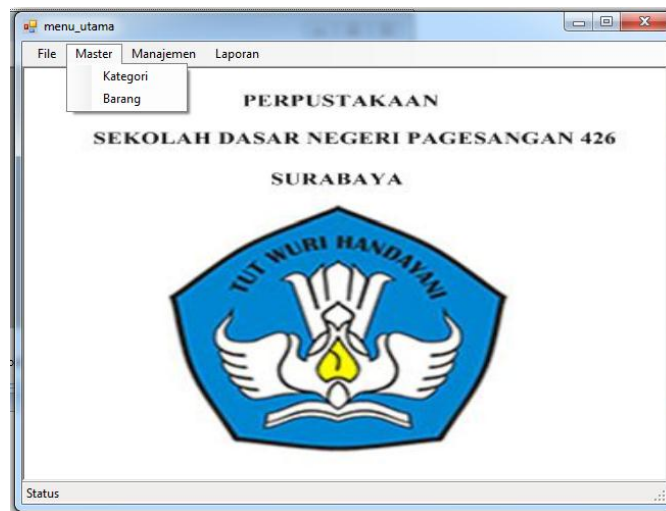 menu_utama
File Master Manajemen Laporan
Kategori
Barang
PERPUSTAKAAN
SEKOLAH DASAR NEGERI PAGESANGAN 426
SURABAYA
TUT WURI HANDAYANI
Status